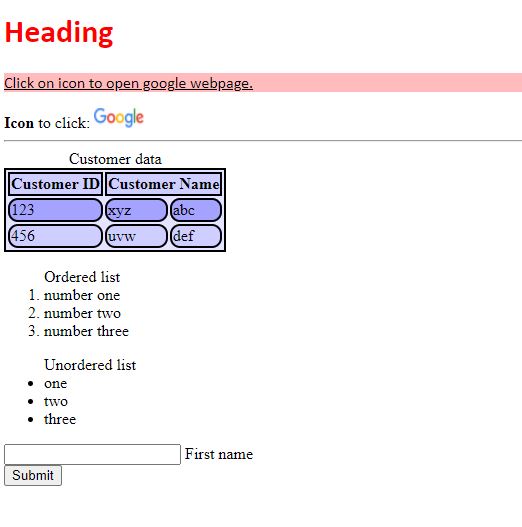 Heading
Click on icon to open google webpage.
Icon to click: Google
Customer data
Customer ID Customer Name
123 xyz abc
456 uvw def
Ordered list
1. number one
2. number two
3. number three
Unordered list
• one
• two
• three
First name
Submit